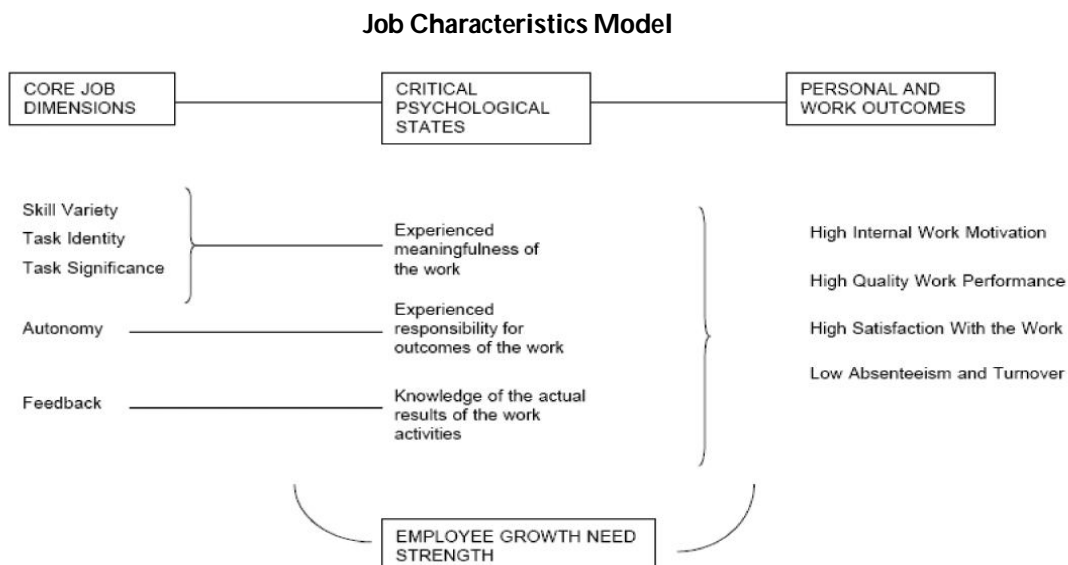 Job Characteristics Model
CORE JOB
DIMENSIONS
CRITICAL
PSYCHOLOGICAL
STATES
PERSONAL AND
WORK OUTCOMES
Skill Variety
Task Identity
Task Significance
Experienced
meaningfulness of
the work
Autonomy
Experienced
responsibility for
outcomes of the work
Feedback
Knowledge of the actual
results of the work
activities
High Internal Work Motivation
High Quality Work Performance
High Satisfaction With the Work
Low Absenteeism and Turnover
EMPLOYEE GROWTH NEED
STRENGTH